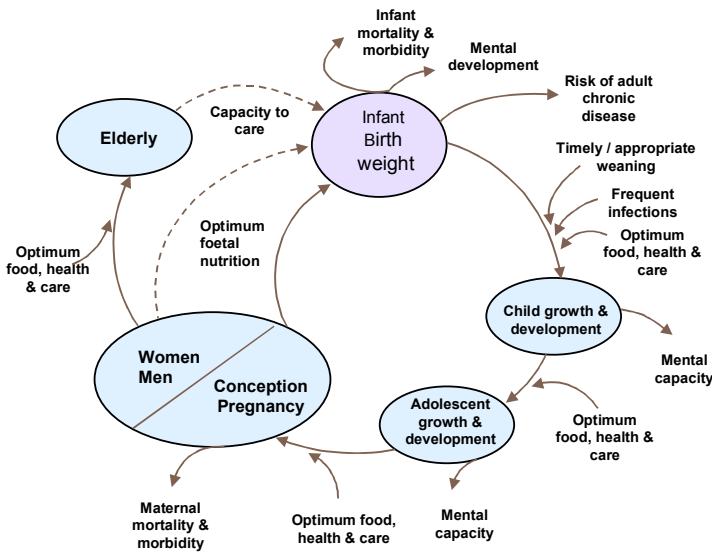 Infant
mortality &
morbidity
Mental
development
Risk of adult
chronic
disease
Elderly
Capacity to
care
Infant
Birth
weight
Timely / appropriate
weaning
Frequent
infections
Optimum
food, health &
care
Optimum
food, health
& care
Optimum
foetal
nutrition
Child growth &
development
Women
Men
Conception
Pregnancy
Mental
capacity
Adolescent
growth &
development
Optimum
food, health &
care
Maternal
mortality &
morbidity
Optimum food,
health & care
Mental
capacity